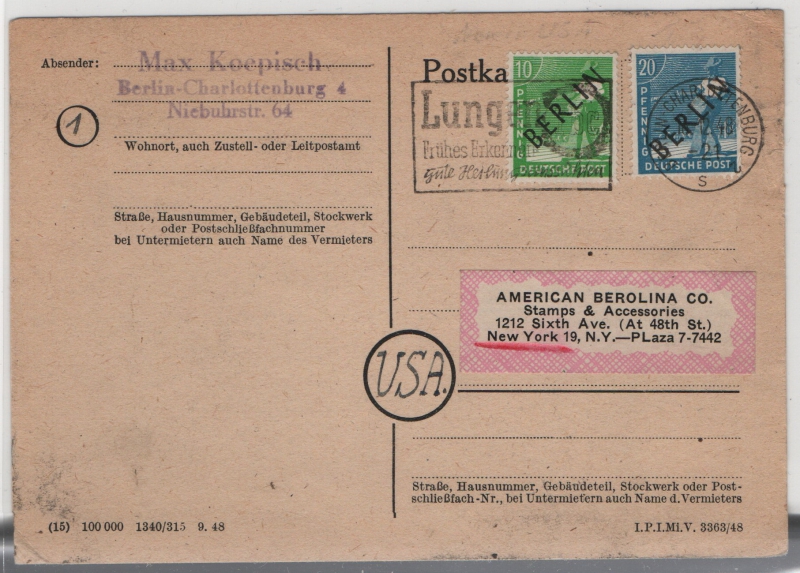 Absender:
Max Koepisch
Berlin-Charlottenburg 4
Niebuhrstr. 64
1
Wohnort, auch Zustell- oder Leitpostamt
Straße, Hausnummer, Gebäudeteil, Stockwerk
oder Postschließfachnummer
bei Untermietern auch Name des Vermieters
(15) 100 000 1340/315 9. 48
USA
Postka
10
PFENNIG
BERLIN
DEUTSCHE POST
20
PFENNIG
BERLIN
DEUTSCHE POST
CHARLOTTENBURG
S
Lungen
Frühes Erkennen
gute Heilung
AMERICAN BEROLINA CO.
Stamps & Accessories
1212 Sixth Ave. (At 48th St.)
New York 19, N.Y.—PLaza 7-7442
USA.
Straße, Hausnummer, Gebäudeteil, Stockwerk oder Post-
schließfach-Nr., bei Untermietern auch Name d. Vermieters
I.P.I.Mi.V. 3363/48